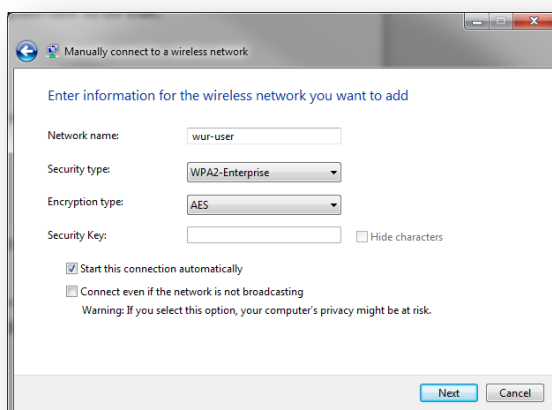 Manually connect to a wireless network
Enter information for the wireless network you want to add
Network name: wur-user
Security type: WPA2-Enterprise
Encryption type: AES
Security Key:
Hide characters
Start this connection automatically
Connect even if the network is not broadcasting
Warning: If you select this option, your computer's privacy might be at risk.
Next Cancel